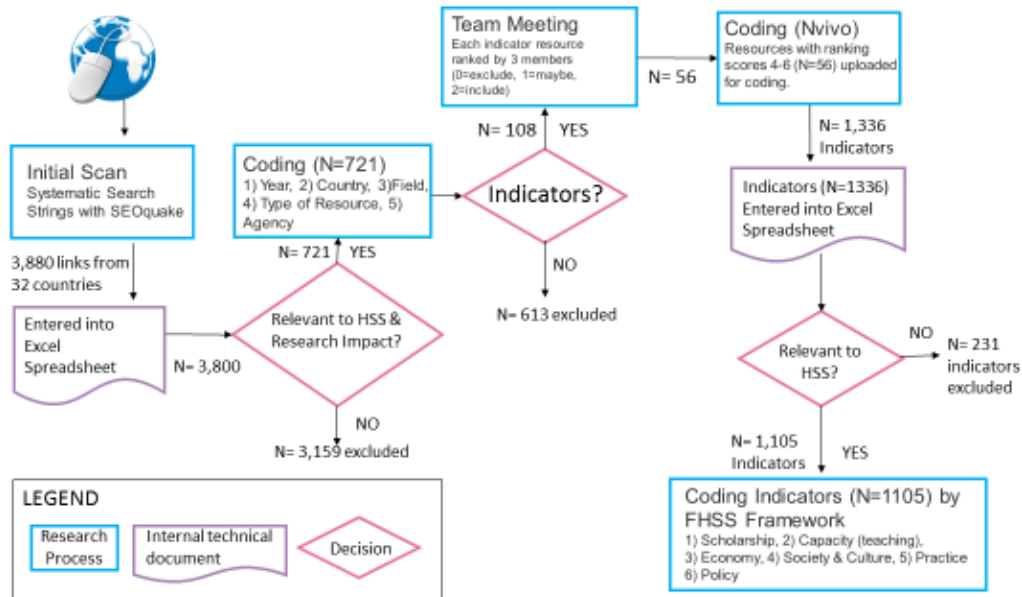 Initial Scan
Systematic Search
Strings with SEOquake
3,880 links from
32 countries
Entered into
Excel
Spreadsheet
N= 3,800
Relevant to HSS &
Research Impact?
NO
N= 3,159 excluded
N= 721 YES
Coding (N=721)
1) Year, 2) Country, 3)Field,
4) Type of Resource, 5)
Agency
Indicators?
NO
N= 613 excluded
N= 108 YES
Team Meeting
Each indicator resource
ranked by 3 members
(0=exclude, 1=maybe,
2=include)
N= 56
Coding (Nvivo)
Resources with ranking
scores 4-6 (N=56) uploaded
for coding.
N= 1,336
Indicators
Indicators (N=1336)
Entered into Excel
Spreadsheet
Relevant to
HSS?
NO
N= 231
indicators
excluded
N= 1,105
Indicators
YES
Coding Indicators (N=1105) by
FHSS Framework
1) Scholarship, 2) Capacity (teaching),
3) Economy, 4) Society & Culture, 5) Practice
6) Policy
LEGEND
Research
Process
Internal technical
document
Decision